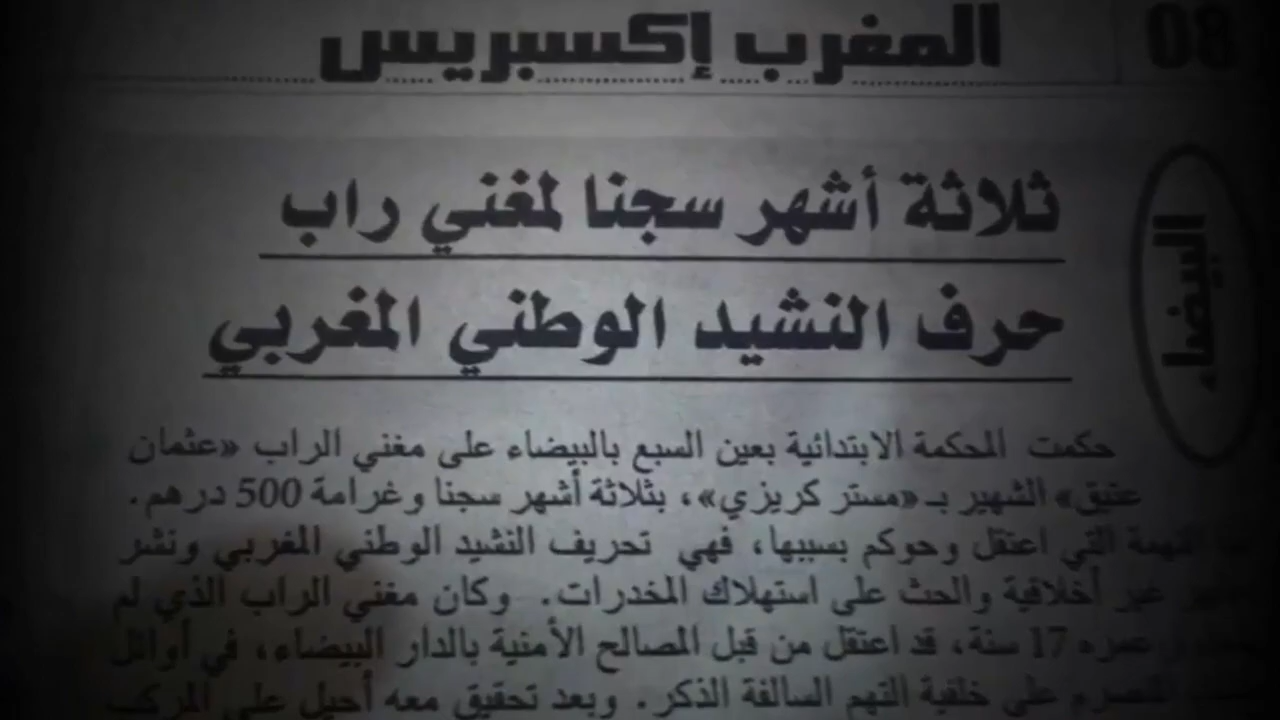 08
المغرب إكسبريس
البيضاء
ثلاثة أشهر سجنا لمغني راب
حرف النشيد الوطني المغربي
حكمت المحكمة الابتدائية بعين السبع بالبيضاء على مغني الراب «عثمان
عتيق» الشهير بـ «مستر كريزي»، بثلاثة أشهر سجنا وغرامة 500 درهم.
التهمة التي اعتقل وحوكم بسببها، فهي تحريف النشيد الوطني المغربي ونشر
غير أخلاقية والحث على استهلاك المخدرات. وكان مغني الراب الذي لم
عمره 17 سنة، قد اعتقل من قبل المصالح الأمنية بالدار البيضاء، في أوائل
على خلفية التهم السالفة الذكر. وبعد تحقيق معه أحيل على المركب